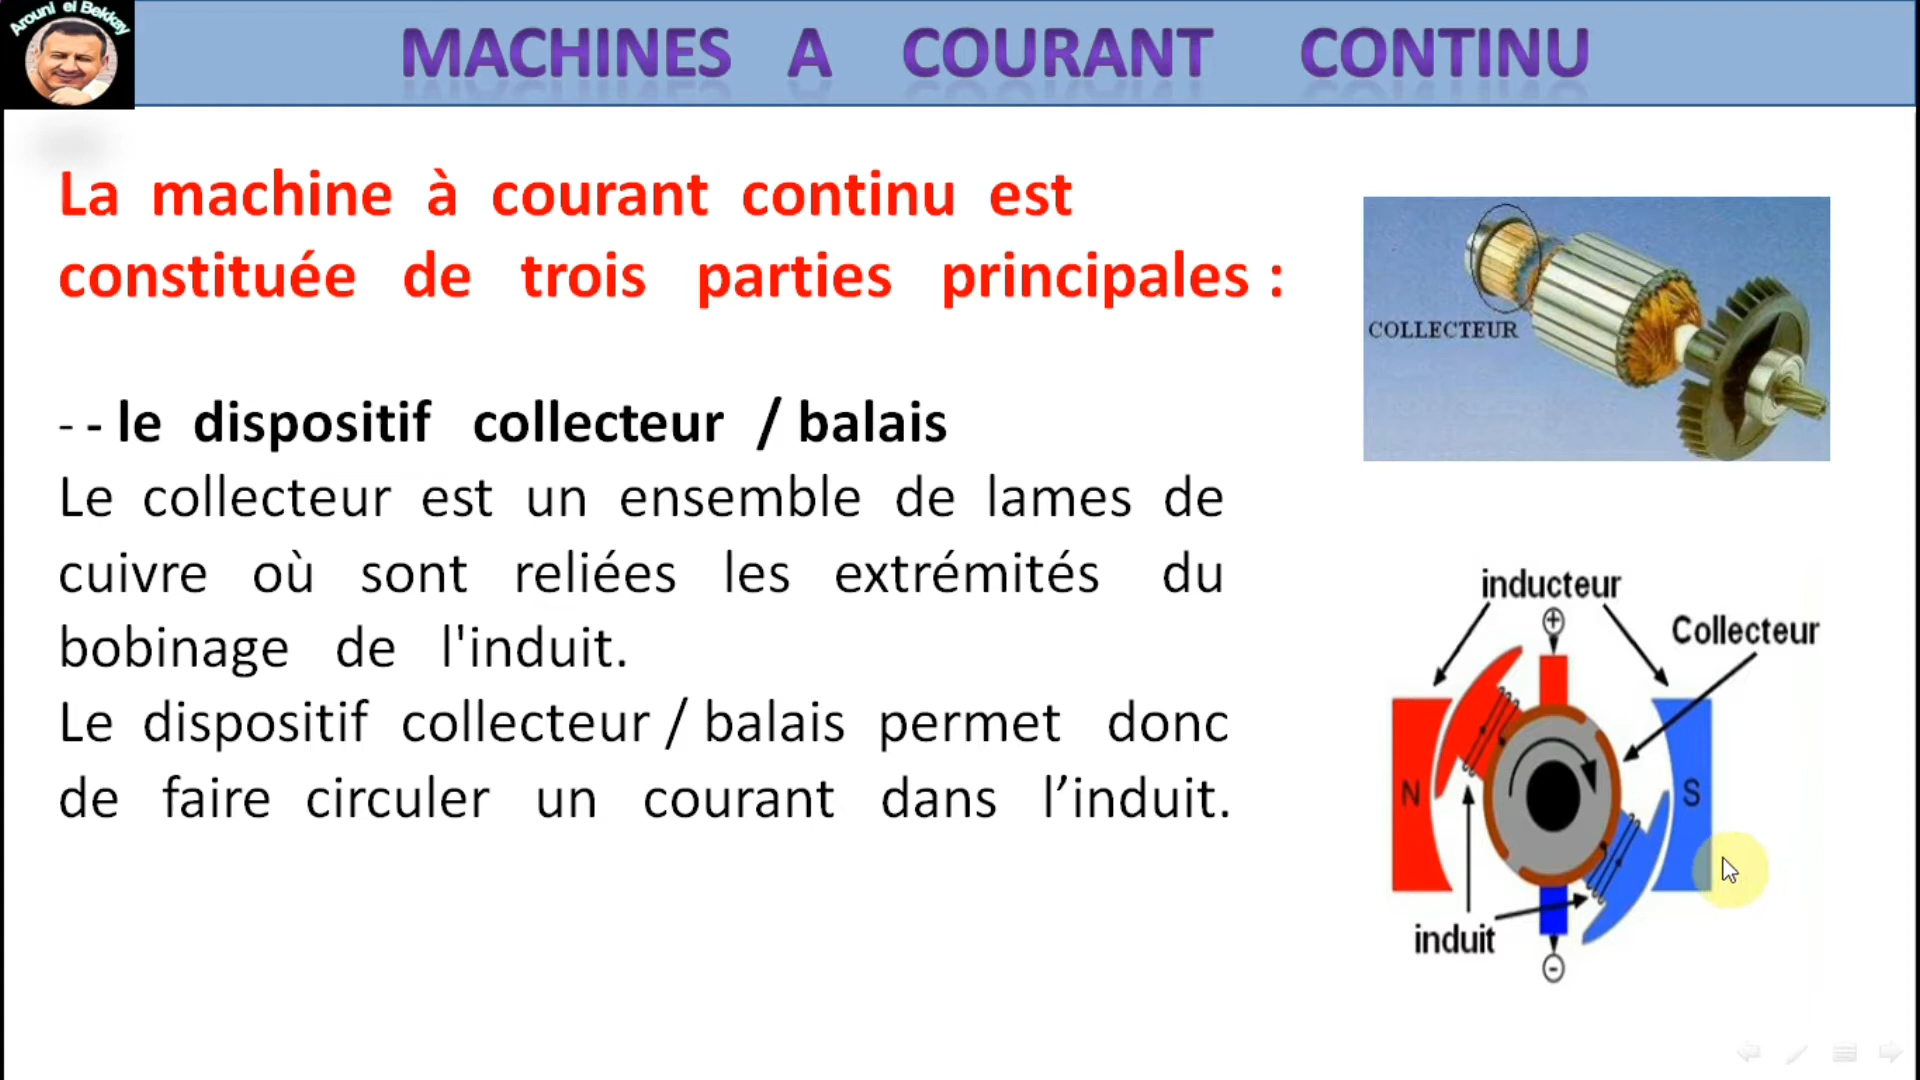 Arouni el Bekkay
MACHINES A COURANT CONTINU
La machine à courant continu est
constituée de trois parties principales :
- - le dispositif collecteur / balais
Le collecteur est un ensemble de lames de
cuivre où sont reliées les extrémités du
bobinage de l'induit.
Le dispositif collecteur / balais permet donc
de faire circuler un courant dans l’induit.
COLLECTEUR
inducteur
+
Collecteur
N
S
induit
-